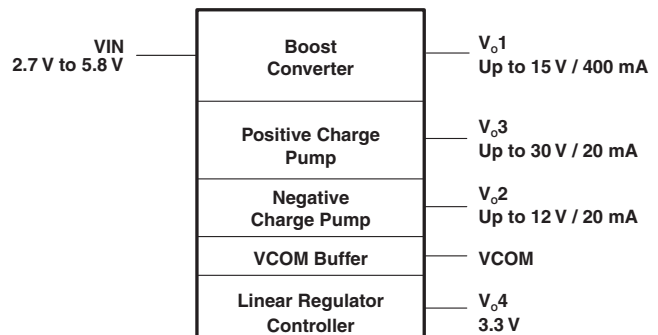 VIN
2.7 V to 5.8 V
Boost
Converter
Vo1
Up to 15 V / 400 mA
Positive Charge
Pump
Vo3
Up to 30 V / 20 mA
Negative
Charge Pump
Vo2
Up to 12 V / 20 mA
VCOM Buffer
VCOM
Linear Regulator
Controller
Vo4
3.3 V